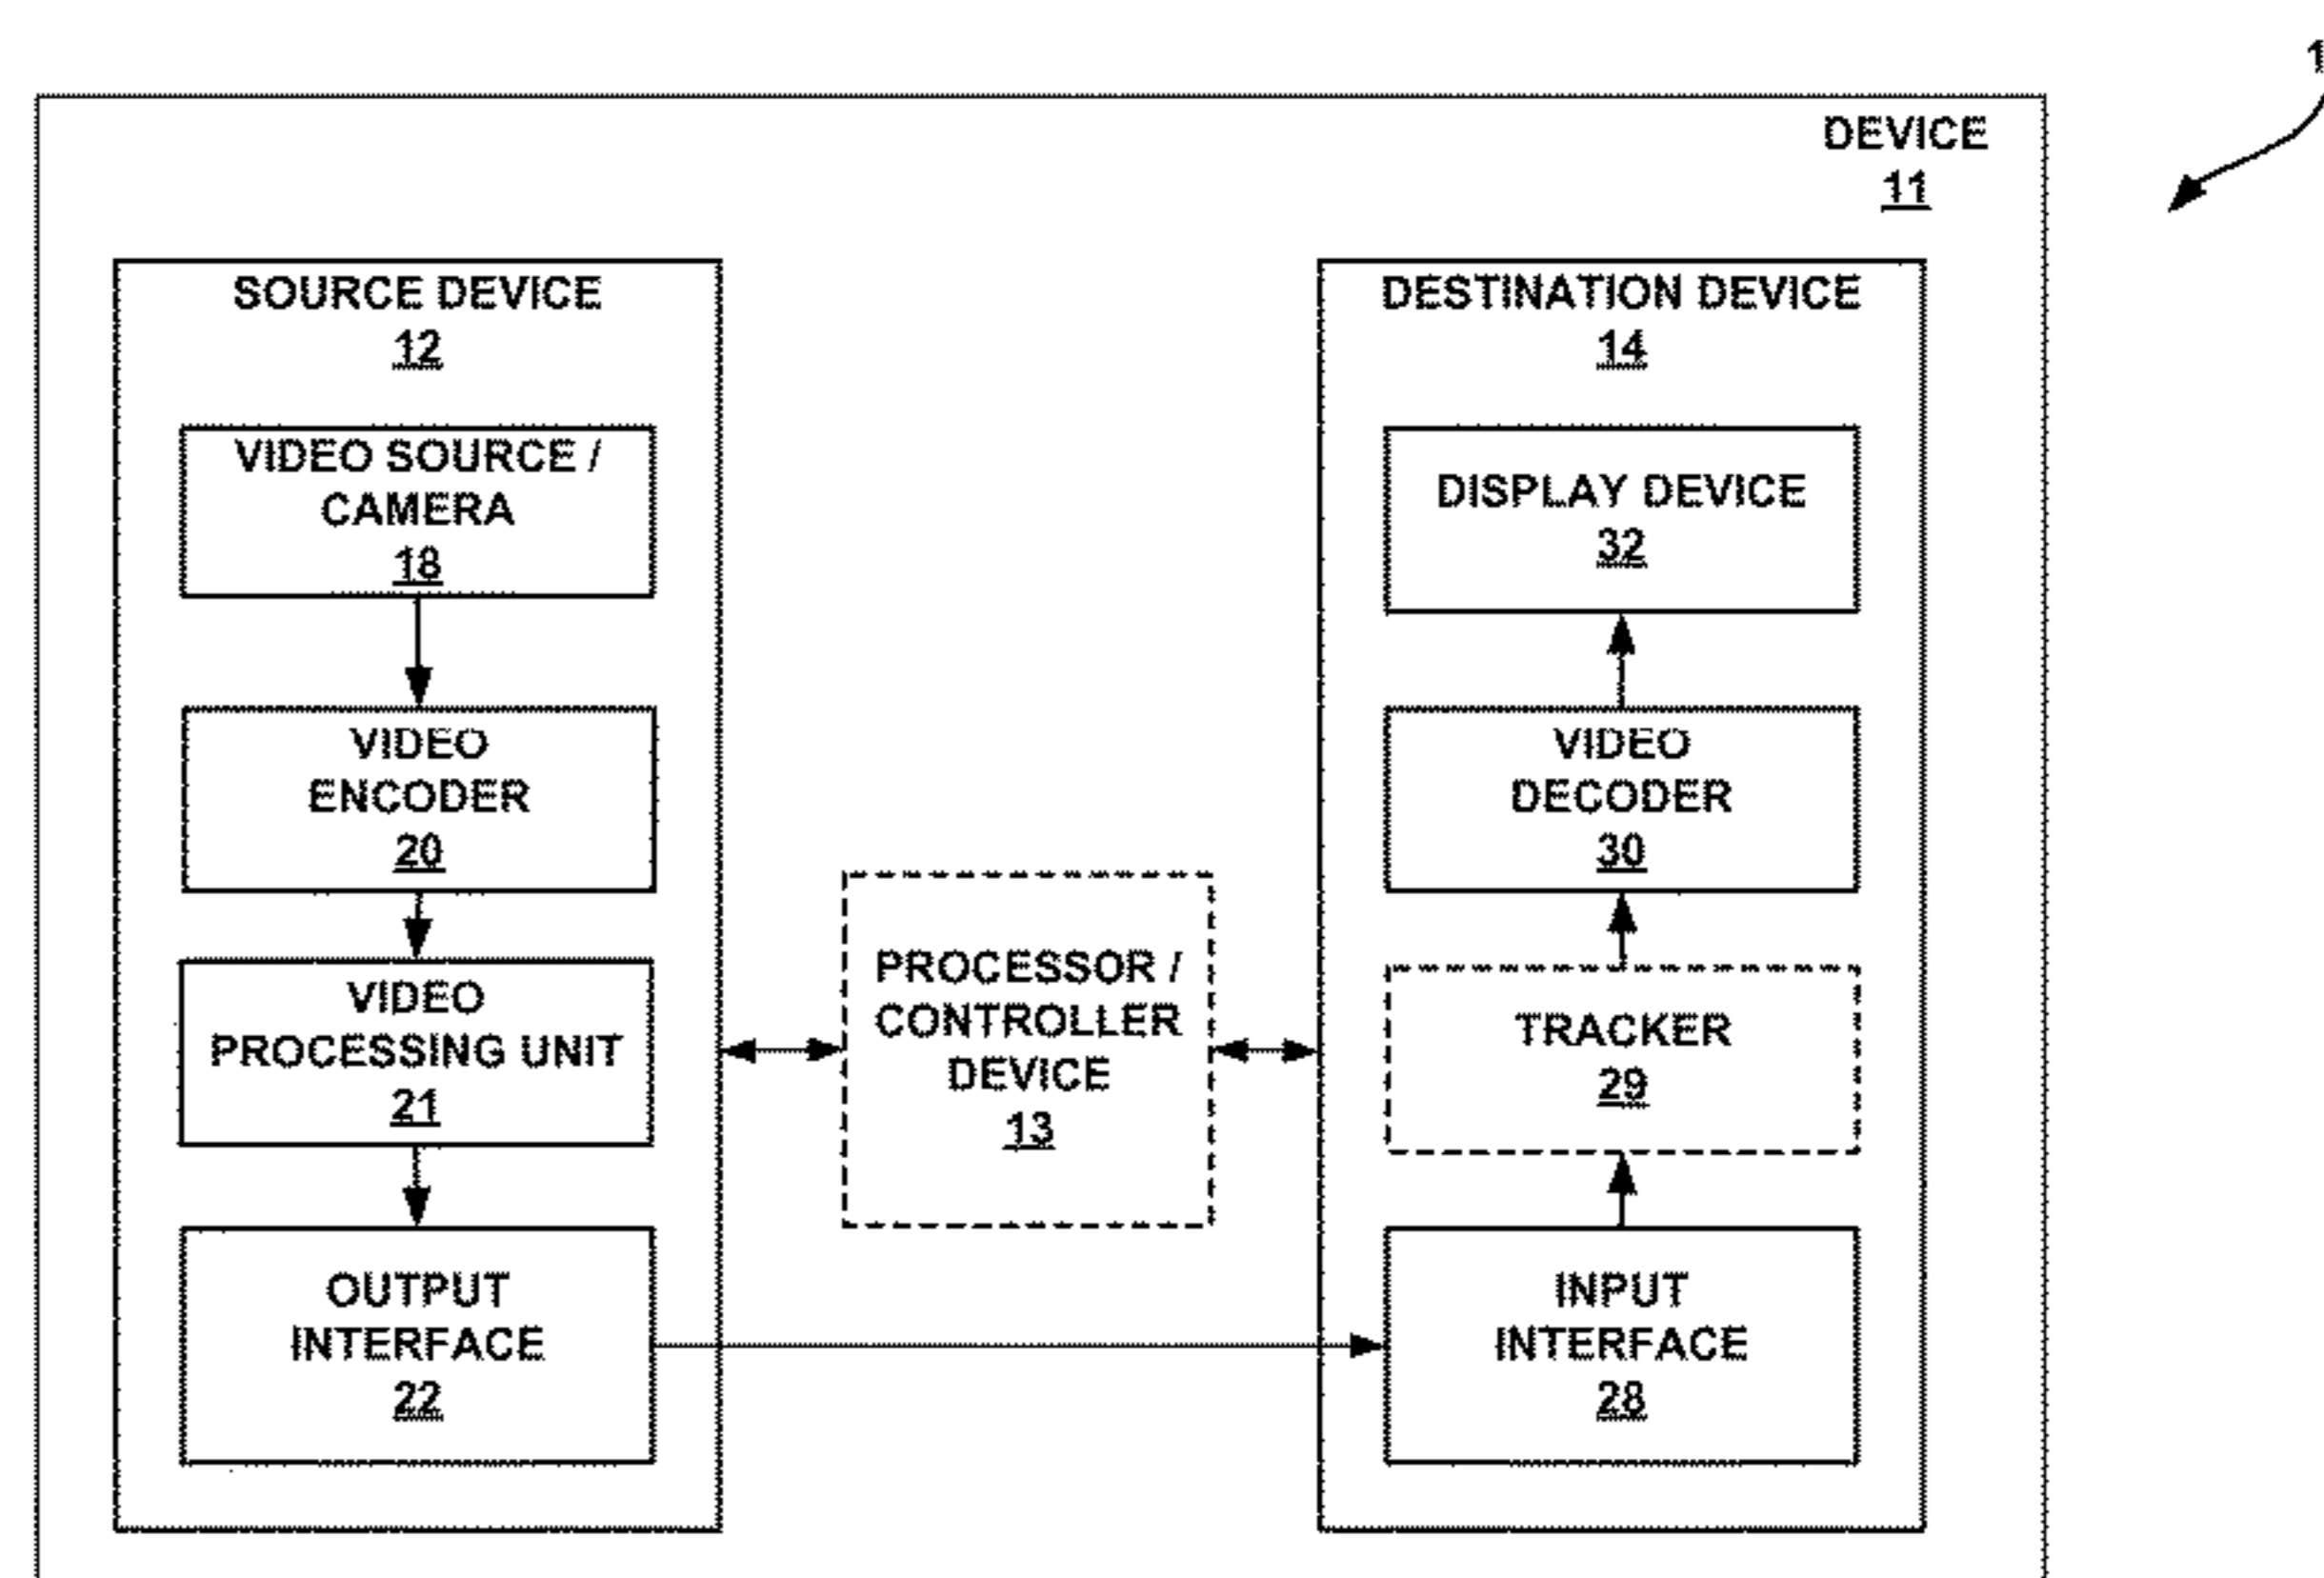 DEVICE
11
SOURCE DEVICE
12
VIDEO SOURCE /
CAMERA
18
VIDEO
ENCODER
20
VIDEO
PROCESSING UNIT
21
OUTPUT
INTERFACE
22
PROCESSOR /
CONTROLLER
DEVICE
13
DESTINATION DEVICE
14
DISPLAY DEVICE
32
VIDEO
DECODER
30
TRACKER
29
INPUT
INTERFACE
28